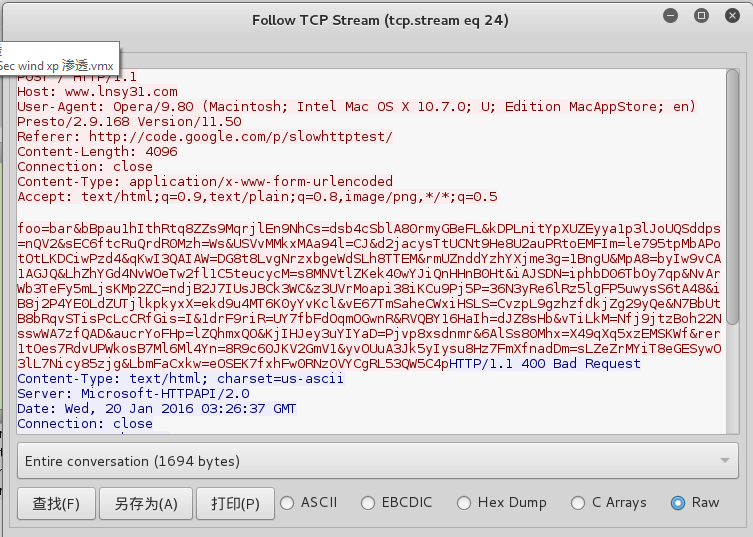 Follow TCP Stream (tcp.stream eq 24)
Sec wind xp 渗透.vmx
POST / HTTP/1.1
Host: www.lnsy31.com
User-Agent: Opera/9.80 (Macintosh; Intel Mac OS X 10.7.0; U; Edition MacAppStore; en)
Presto/2.9.168 Version/11.50
Referer: http://code.google.com/p/slowhttptest/
Content-Length: 4096
Connection: close
Content-Type: application/x-www-form-urlencoded
Accept: text/html;q=0.9,text/plain;q=0.8,image/png,*/*;q=0.5
foo=bar&bBpau1hIthRtq8ZZs9MqrjlEn9NhCs=dsb4cSblA8OrmyGBeFL&kDPLnitYpXUZEyya1p3lJoUQSddps
=nQV2&sEC6ftcRuQrdROMzh=Ws&USVvMMkxMAa94l=CJ&d2jacysTtUCNt9He8U2auPRtoEMFIm=le795tpMbAPo
tOtLKDCiwPzd4&qKwI3QAIAW=DG8t8LvgNrzxbgeWdSLh8TTEM&rmUZnddYzhYXjme3g=1BngU&MpA8=byIw9vCA
1AGJQ&LhZhYGd4NvWOeTw2fl1C5teucycM=s8MNVtlZKek40wYJiQnHHnB0Ht&iAJSDN=iphbD06TbOy7qp&NvAr
Wb3TeFy5mLjsKMp2ZC=ndjB2J7IUsJBCk3WC&z3UVrMoapi38iKCu9Pj5P=36N3yRe6lRz5lgFP5uwysS6tA48&i
B8j2P4YE0LdZUTjlkpkyxX=ekd9u4MT6K0yYvKcl&vE67TmSaheCWxiHSLS=CvzpL9gzhzfdkjZg29yQe&N7BbUt
B8bRqvSTisPcLcCRfGis=I&1drF9riR=UY7fbFdOqmOGwnR&RVQBY16HaIh=dJZ8sHb&vTiLkM=Nfj9jtzBoh22N
sswWA7zfQAD&aucrYoFHp=lZQhmxQO&KjIHJey3uYIYaD=Pjvp8xsdnmr&6AlSs80Mhx=X49qXq5xzEMSKWf&rer
1tOes7RdvUPWkosB7Ml6Ml4Yn=8R9c6OJKV2GmV1&yvOUuA3Jk5yIysu8Hz7FmXfnadDm=sLZeZrMYiT8eGESyw0
3lL7Nicy85zjg&LbmFaCxkw=eOSEK7fxhFwORNzOVYCgRL53QW5C4pHTTP/1.1 400 Bad Request
Content-Type: text/html; charset=us-ascii
Server: Microsoft-HTTPAPI/2.0
Date: Wed, 20 Jan 2016 03:26:37 GMT
Connection: close
Entire conversation (1694 bytes)
查找(F) 另存为(A) 打印(P) ASCII EBCDIC Hex Dump C Arrays Raw